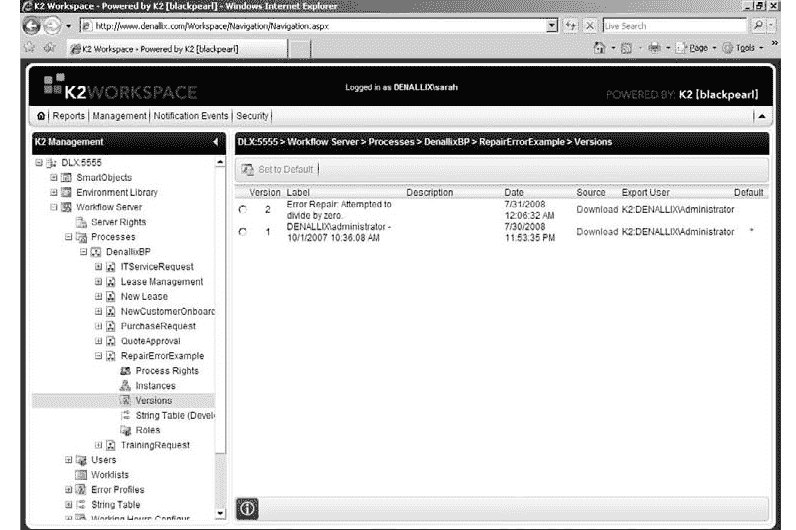 K2 Workspace - Powered by K2 [blackpearl] - Windows Internet Explorer
http://www.denallix.com/Workspace/Navigation/Navigation.aspx
Live Search
K2 Workspace - Powered by K2 [blackpearl]
Page
Tools
K2WORKSPACE
Logged in as DENALLIX\sarah
POWERED BY K2 [blackpearl]
Reports | Management | Notification Events | Security
K2 Management
DLX:5555 > Workflow Server > Processes > DenallixBP > RepairErrorExample > Versions
DLX:5555
SmartObjects
Environment Library
Workflow Server
Server Rights
Processes
DenallixBP
ITServiceRequest
Lease Management
New Lease
NewCustomerOnboarc
PurchaseRequest
QuoteApproval
RepairErrorExample
Process Rights
Instances
Versions
String Table (Devel
Roles
TrainingRequest
Users
Worklists
Error Profiles
String Table
Working Hours Configur
Set to Default
Version Label Description Date Source Export User Default
2 Error Repair: Attempted to divide by zero. 7/31/2008 12:06:32 AM Download K2:DENALLIX\Administrator
1 DENALLIX\administrator - 10/1/2007 10:36:08 AM 7/30/2008 11:53:35 PM Download K2:DENALLIX\Administrator *